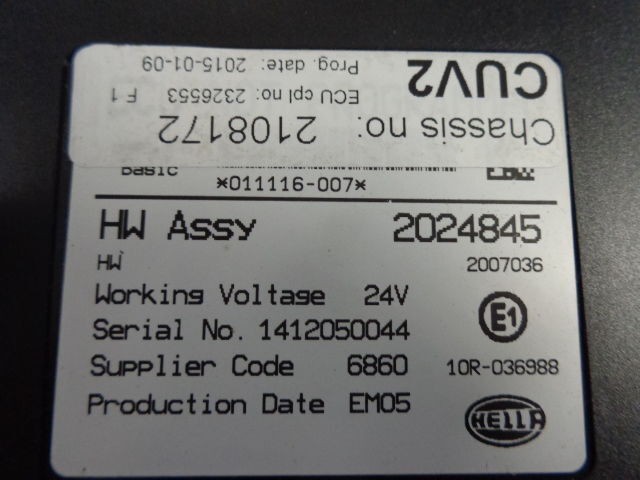 CUV2
Prog. date: 2015-01-09
ECU cpl no: 2326553 F1
Chassis no: 2108172
basic
*011116-007*
HW Assy 2024845
HW 2007036
Working Voltage 24V
E1
Serial No. 1412050044
Supplier Code 6860 10R-036988
Production Date EM05
HELLA